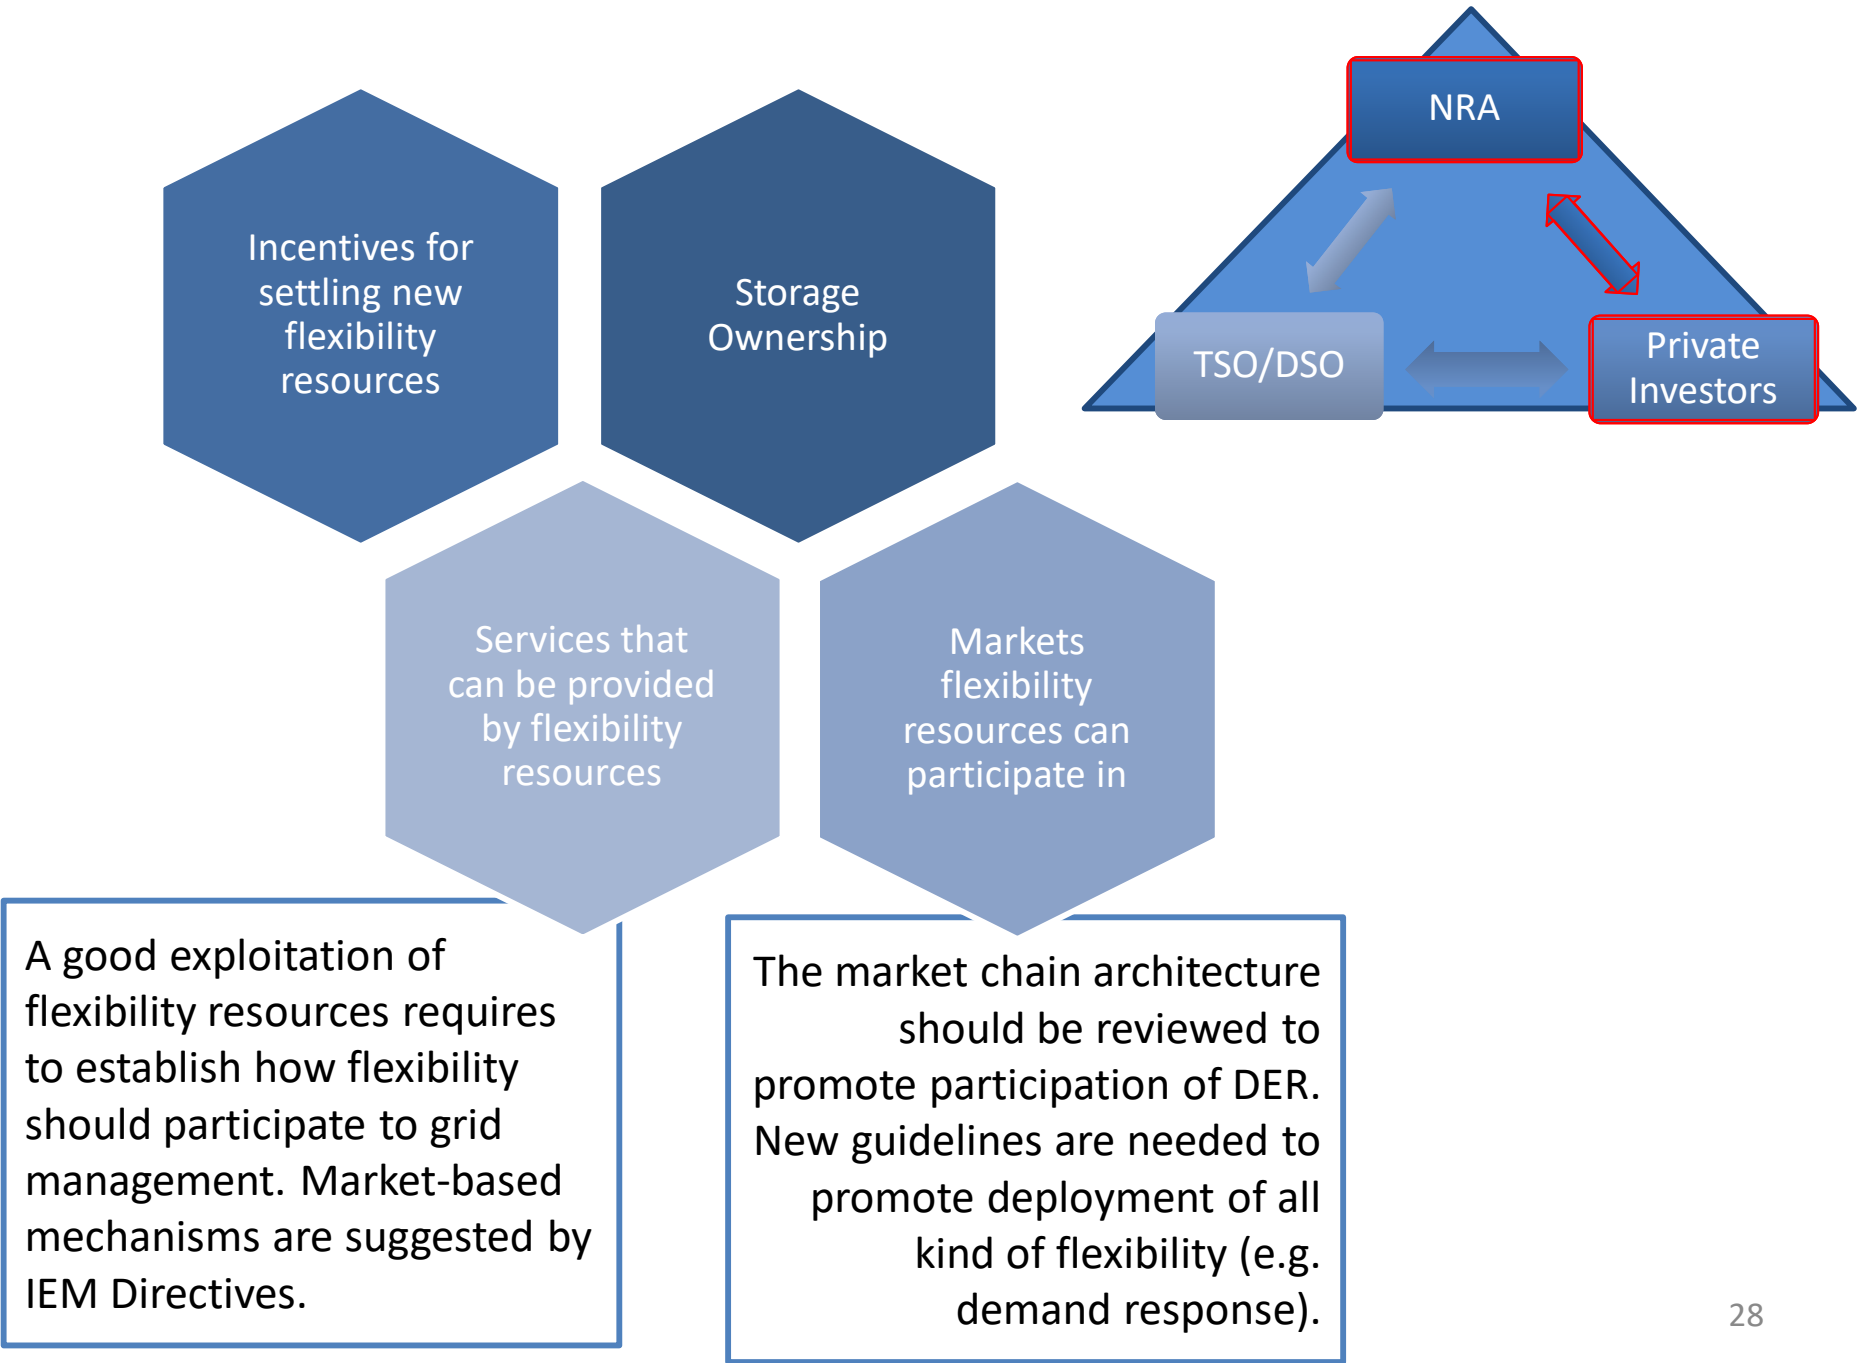 NRA
TSO/DSO
Private
Investors
Incentives for
settling new
flexibility
resources
Storage
Ownership
Services that
can be provided
by flexibility
resources
Markets
flexibility
resources can
participate in
A good exploitation of
flexibility resources requires
to establish how flexibility
should participate to grid
management. Market-based
mechanisms are suggested by
IEM Directives.
The market chain architecture
should be reviewed to
promote participation of DER.
New guidelines are needed to
promote deployment of all
kind of flexibility (e.g.
demand response).
28